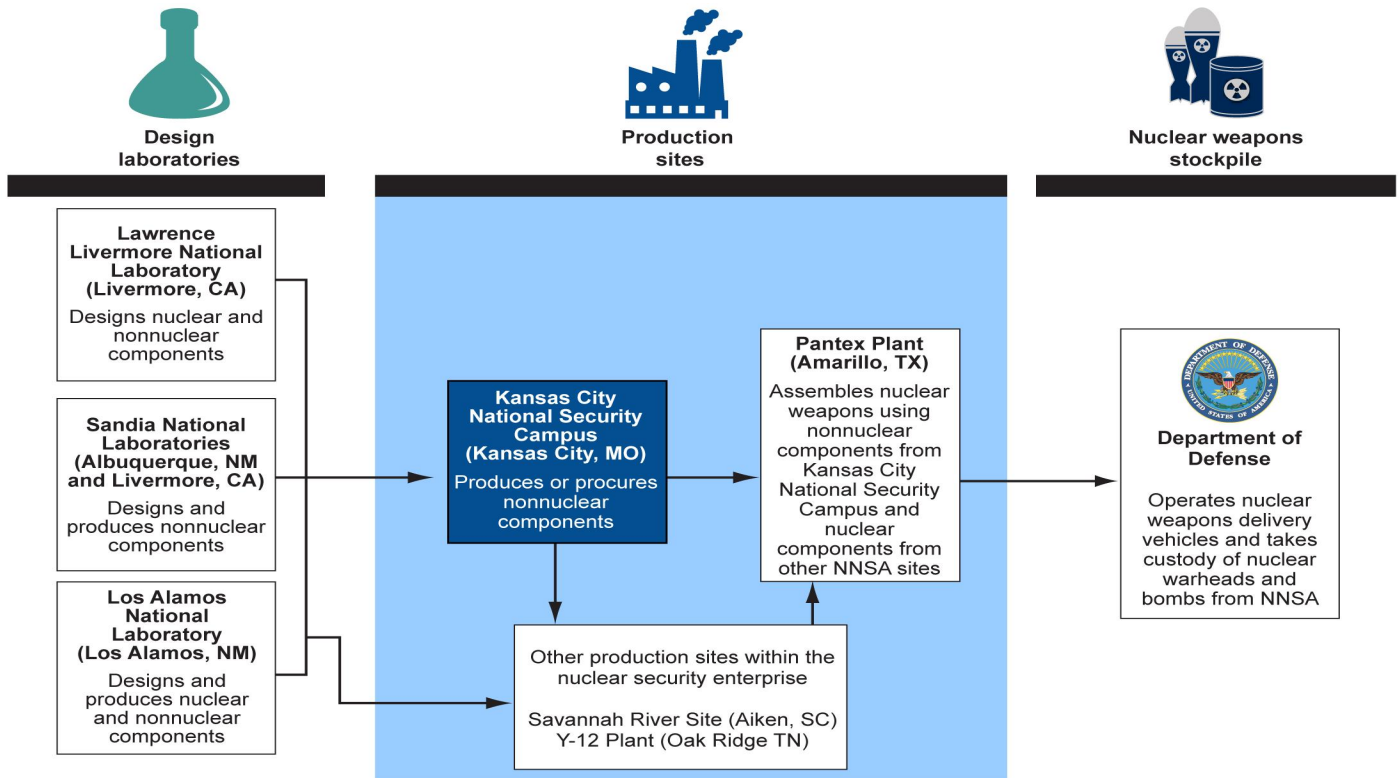 Design
laboratories
Production
sites
Nuclear weapons
stockpile
Lawrence
Livermore National
Laboratory
(Livermore, CA)
Designs nuclear and
nonnuclear
components
Sandia National
Laboratories
(Albuquerque, NM
and Livermore, CA)
Designs and
produces nonnuclear
components
Los Alamos
National
Laboratory
(Los Alamos, NM)
Designs and
produces nuclear
and nonnuclear
components
Kansas City
National Security
Campus
(Kansas City, MO)
Produces or procures
nonnuclear
components
Pantex Plant
(Amarillo, TX)
Assembles nuclear
weapons using
nonnuclear
components from
Kansas City
National Security
Campus and
nuclear
components from
other NNSA sites
Other production sites within the
nuclear security enterprise
Savannah River Site (Aiken, SC)
Y-12 Plant (Oak Ridge TN)
DEPARTMENT OF DEFENSE
UNITED STATES OF AMERICA
Department of
Defense
Operates nuclear
weapons delivery
vehicles and takes
custody of nuclear
warheads and
bombs from NNSA